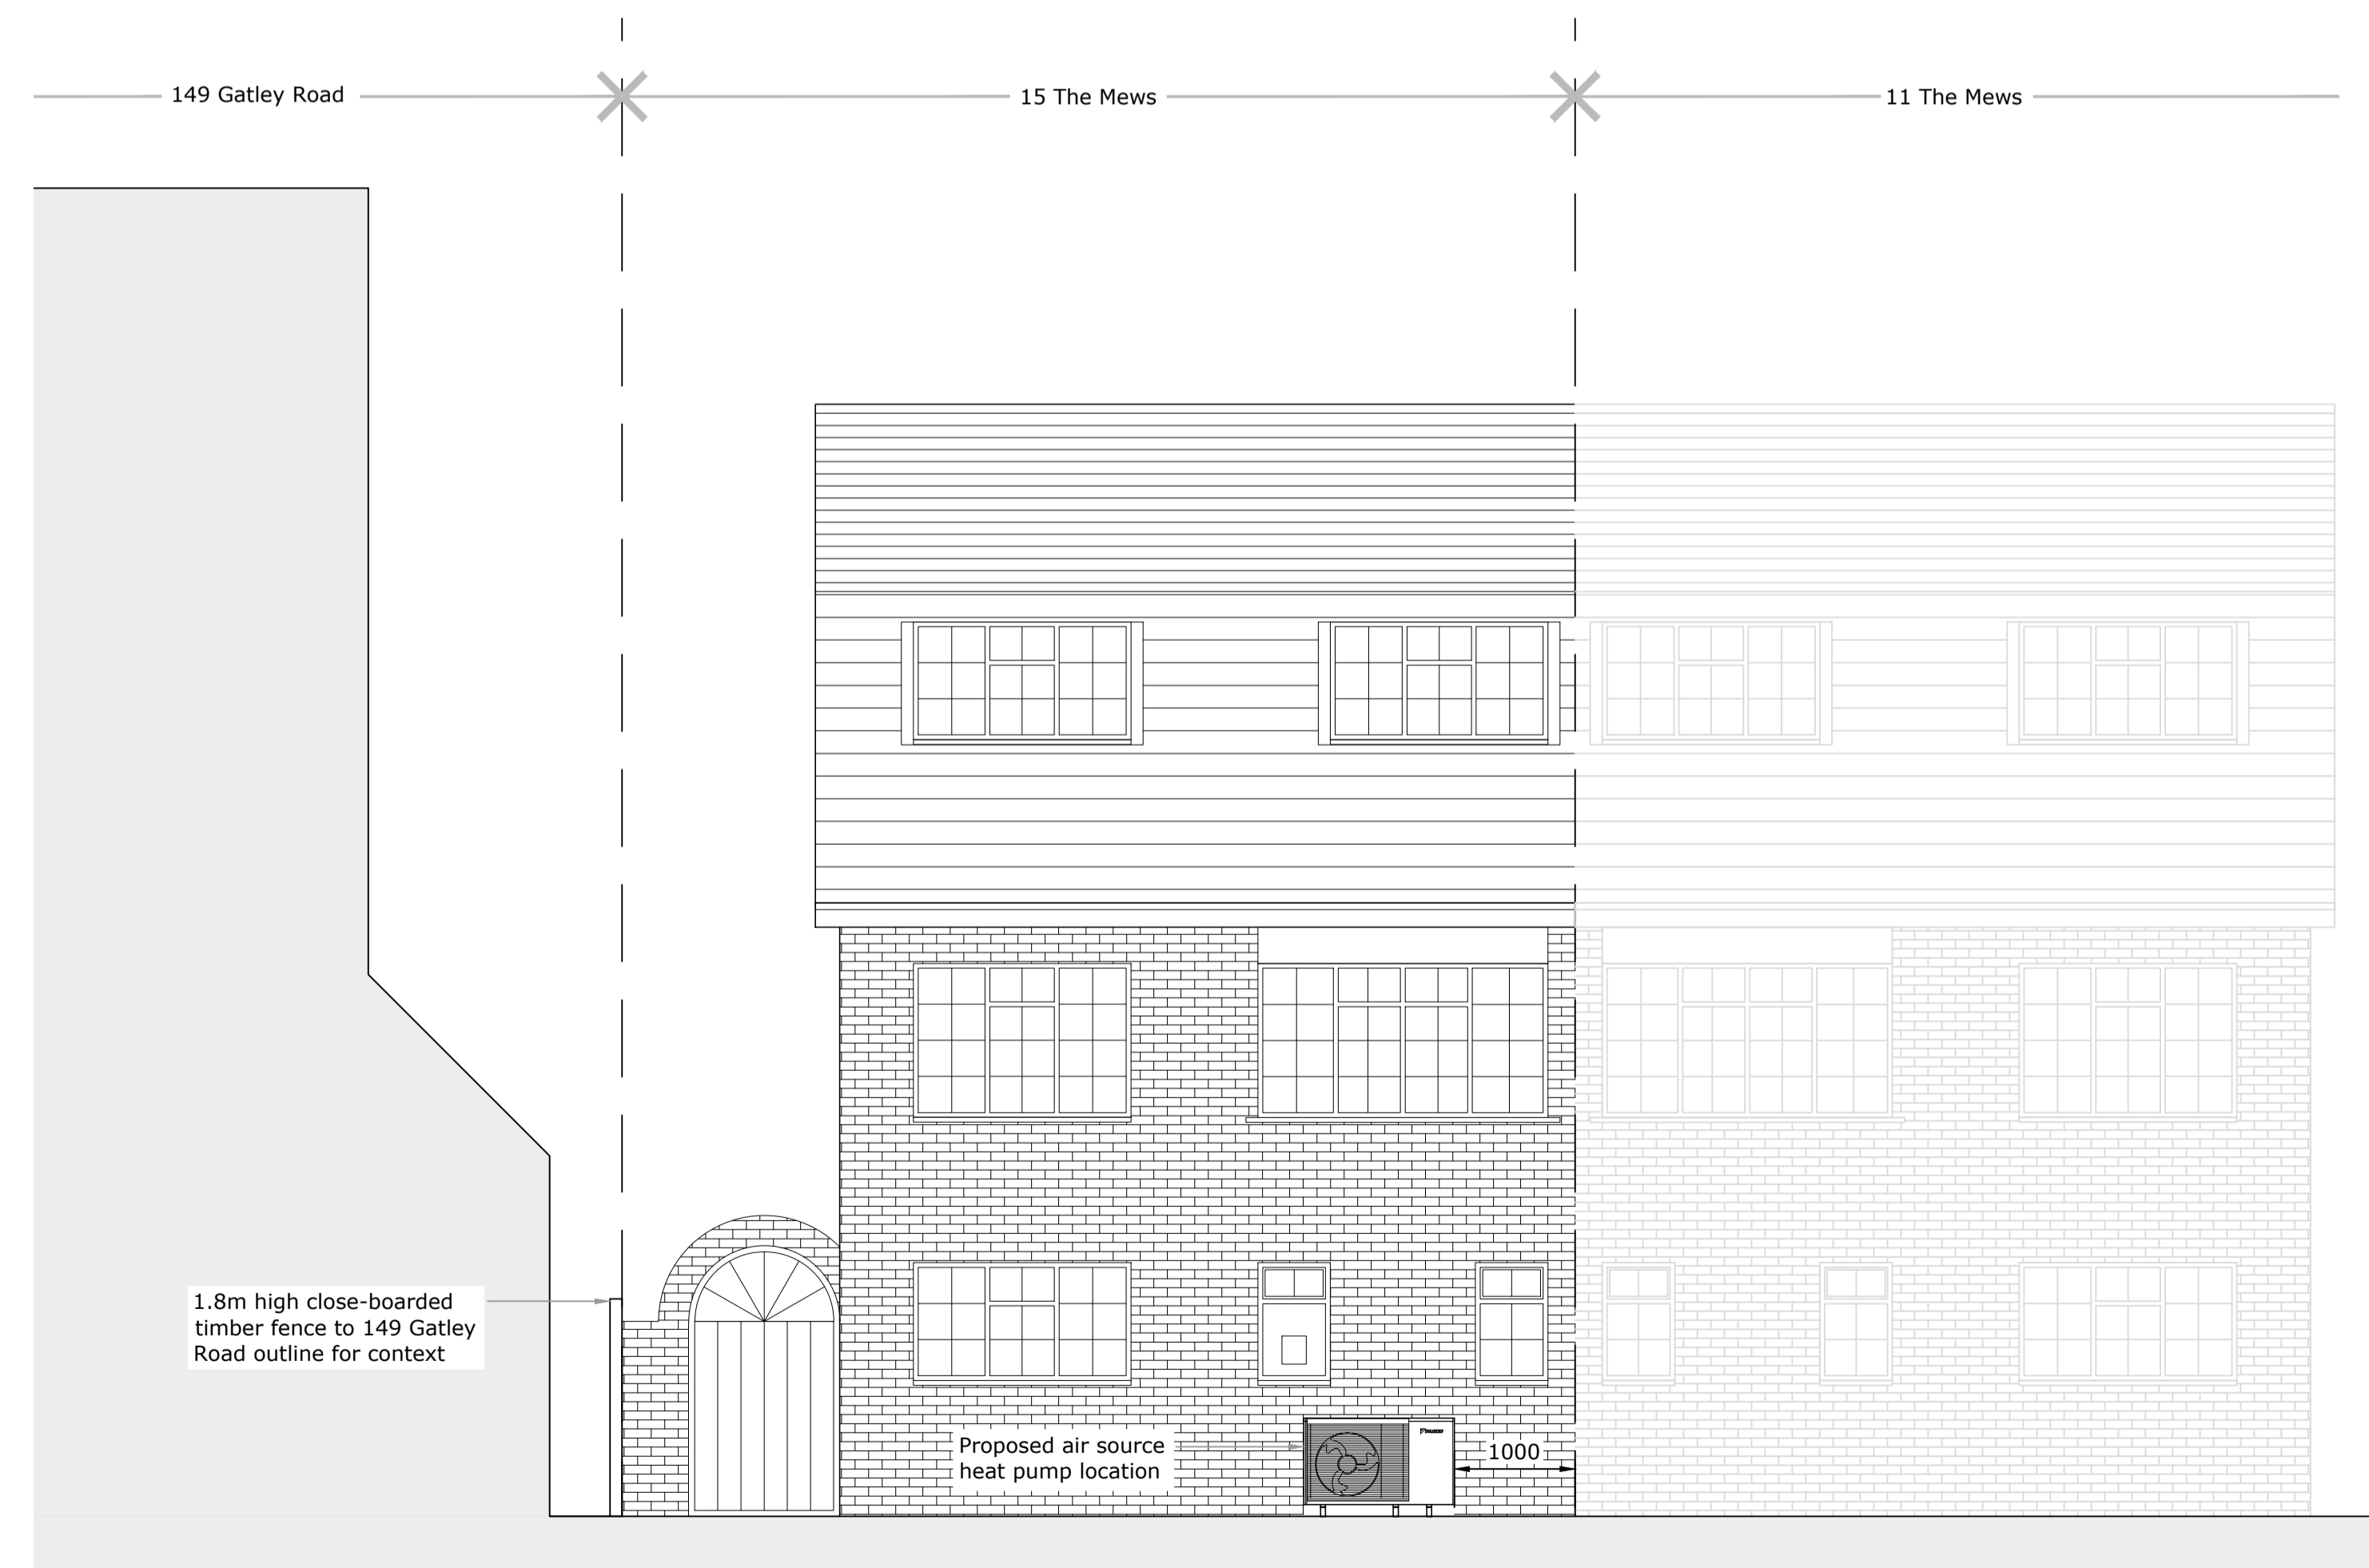 149 Gatley Road
15 The Mews
11 The Mews
1.8m high close-boarded
timber fence to 149 Gatley
Road outline for context
Proposed air source
heat pump location
1000